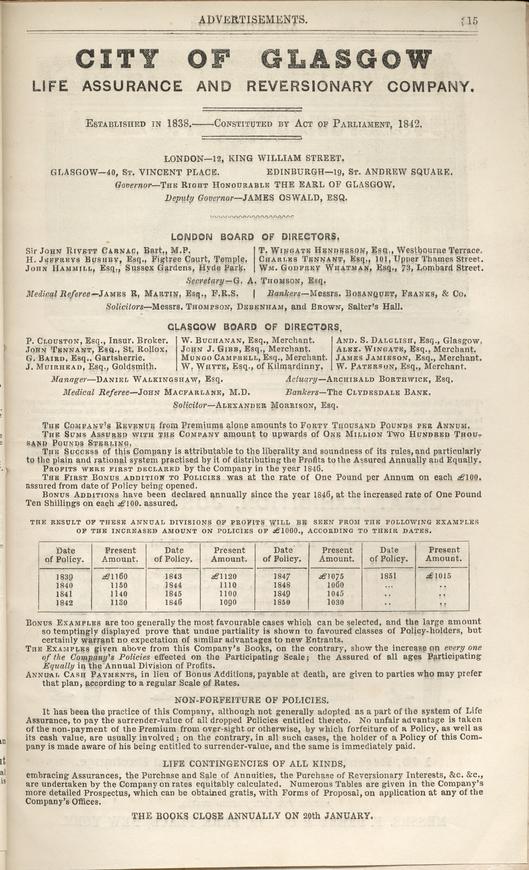 ADVERTISEMENTS. 15
CITY OF GLASGOW
LIFE ASSURANCE AND REVERSIONARY COMPANY.
ESTABLISHED IN 1838.——CONSTITUTED BY ACT OF PARLIAMENT, 1842.
LONDON—12, KING WILLIAM STREET.
GLASGOW—40, ST. VINCENT PLACE. EDINBURGH—19, ST. ANDREW SQUARE.
Governor—THE RIGHT HONOURABLE THE EARL OF GLASGOW.
Deputy Governor—JAMES OSWALD, ESQ.
LONDON BOARD OF DIRECTORS.
Sir JOHN RIVETT CARNAC, Bart., M.P. T. WINGATE HENDERSON, Esq., Westbourne Terrace.
H. JEFFREYS BUSHBY, Esq., Figtree Court, Temple. CHARLES TENNANT, Esq., 101, Upper Thames Street.
JOHN HAMMILL, Esq., Sussex Gardens, Hyde Park. WM. GODFREY WHATMAN, Esq., 73, Lombard Street.
Secretary—G. A. THOMSON, Esq.
Medical Referee—JAMES R, MARTIN, Esq., F.R.S. Bankers—Messrs. BOSANQUET, FRANKS, & Co.
Solicitors—Messrs. THOMPSON, DEBENHAM, and BROWN, Salter's Hall.
GLASGOW BOARD OF DIRECTORS.
P. CLOUSTON, Esq., Insur. Broker. W. BUCHANAN, Esq., Merchant. AND. S. DALGLISH, Esq., Glasgow.
JOHN TENNANT, Esq., St. Rollox. JOHN J. GIBB, Esq., Merchant. ALEX. WINGATE, Esq., Merchant.
G. BAIRD, Esq., Gartsherrie. MUNGO CAMPBELL, Esq., Merchant. JAMES JAMIESON, Esq., Merchant.
J. MUIRHEAD, Esq., Goldsmith. W. WHYTE, Esq., of Kilmardinny, W. PATERSON, Esq., Merchant.
Manager—DANIEL WALKINGSHAW, Esq. Actuary—ARCHIBALD BORTHWICK, Esq.
Medical Referee—JOHN MACFARLANE, M.D. Bankers—The CLYDESDALE BANK.
Solicitor—ALEXANDER MORRISON, Esq.
THE COMPANY'S REVENUE from Premiums alone amounts to FORTY THOUSAND POUNDS PER ANNUM.
THE SUMS ASSURED WITH THE COMPANY amount to upwards of ONE MILLION TWO HUNDRED THOU-
SAND POUNDS STERLING,
THE SUCCESS of this Company is attributable to the liberality and soundness of its rules, and particularly
to the plain and rational system practised by it of distributing the Profits to the Assured Annually and Equally.
PROFITS WERE FIRST DECLARED by the Company in the year 1846.
THE FIRST BONUS ADDITION TO POLICIES was at the rate of One Pound per Annum on each £100.
assured from date of Policy being opened.
BONUS ADDITIONS have been declared annually since the year 1846, at the increased rate of One Pound
Ten Shillings on each £100. assured.
THE RESULT OF THESE ANNUAL DIVISIONS OF PROFITS WILL BE SEEN FROM THE FOLLOWING EXAMPLES
OF THE INCREASED AMOUNT ON POLICIES OF £1000., ACCORDING TO THEIR DATES.
Date Present Date Present Date Present Date Present
of Policy. Amount. of Policy. Amount. of Policy. Amount. of Policy. Amount.
1839 £1160 1843 £1120 1847 £1075 1851 £1015
1840 1150 1844 1110 1848 1060 ... ..
1841 1140 1845 1100 1849 1045 .. ,,
1842 1130 1846 1090 1850 1030 .. ,,
BONUS EXAMPLES are too generally the most favourable cases which can be selected, and the large amount
so temptingly displayed prove that undue partiality is shown to favoured classes of Policy-holders, but
certainly warrant no expectation of similar advantages to new Entrants.
THE EXAMPLES given above from this Company's Books, on the contrary, show the increase on every one
of the Company's Policies effected on the Participating Scale; the Assured of all ages Participating
Equally in the Annual Division of Profits.
ANNUAL CASH PAYMENTS, in lieu of Bonus Additions, payable at death, are granted to parties who may prefer
that plan, according to a regular Scale of Rates.
NON-FORFEITURE OF POLICIES.
It has been the practice of this Company, although not generally adopted as a part of the system of Life
Assurance, to pay the surrender-value of all dropped Policies entitled thereto. No unfair advantage is taken
of the non-payment of the Premium from over-sight or otherwise, by which forfeiture of a Policy, as well as
its cash value, are usually involved; on the contrary, in all such cases, the holder of a Policy of this Com-
pany is made aware of his being entitled to surrender-value, and the same is immediately paid.
LIFE CONTINGENCIES OF ALL KINDS,
embracing Assurances, the Purchase and Sale of Annuities, the Purchase of Reversionary Interests, &c. &c.,
are undertaken by the Company on rates equitably calculated. Numerous Tables are given in the Company's
more detailed Prospectus, which can be obtained gratis, with Forms of Proposal, on application at any of the
Company's Offices.
THE BOOKS CLOSE ANNUALLY ON 20th JANUARY.